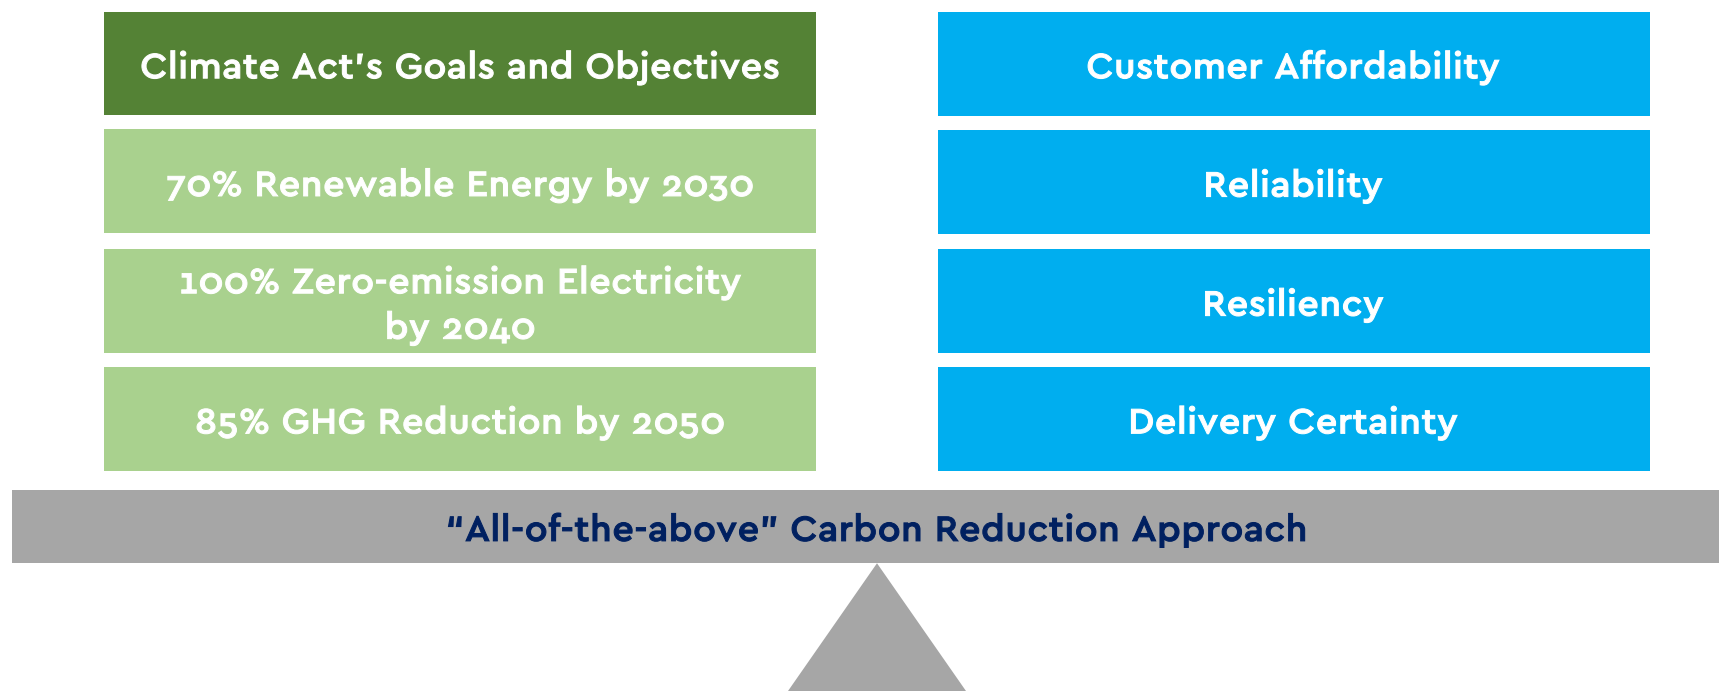 Climate Act's Goals and Objectives
70% Renewable Energy by 2030
100% Zero-emission Electricity
by 2040
85% GHG Reduction by 2050
Customer Affordability
Reliability
Resiliency
Delivery Certainty
“All-of-the-above” Carbon Reduction Approach